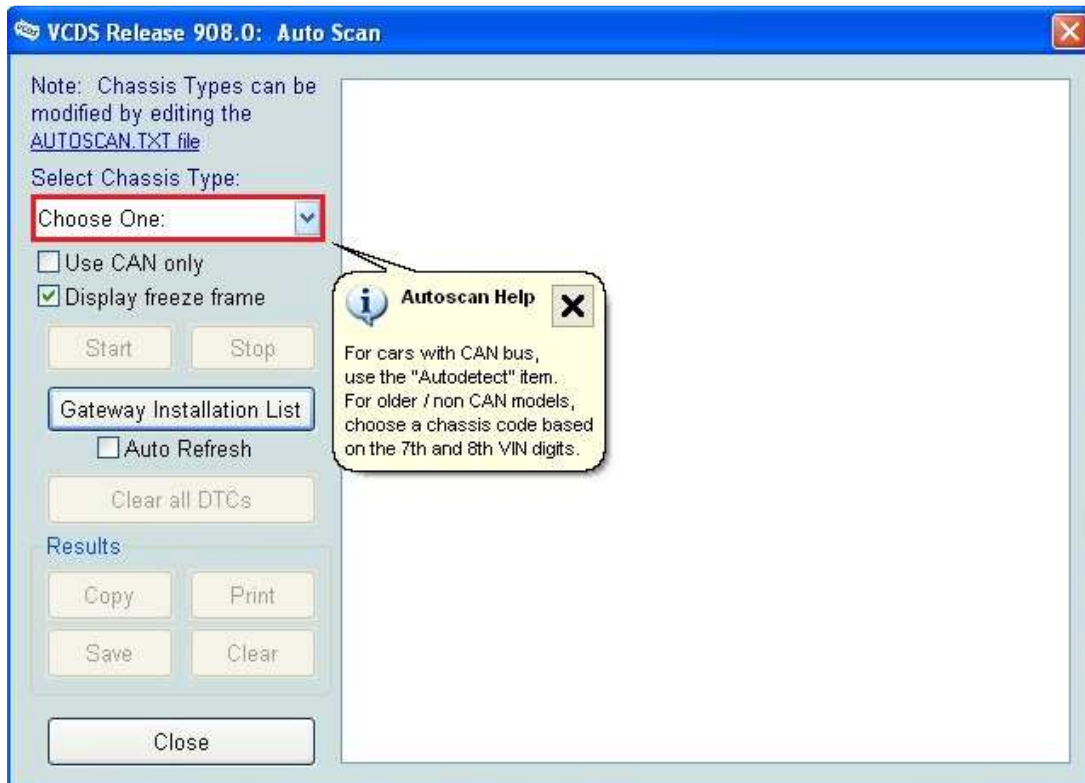 VCDS Release 908.0: Auto Scan
Note: Chassis Types can be
modified by editing the
AUTOSCAN.TXT file
Select Chassis Type:
Choose One:
Use CAN only
Display freeze frame
Start
Stop
Gateway Installation List
Auto Refresh
Clear all DTCs
Results
Copy
Print
Save
Clear
Close
Autoscan Help
For cars with CAN bus,
use the "Autodetect" item.
For older / non CAN models,
choose a chassis code based
on the 7th and 8th VIN digits.